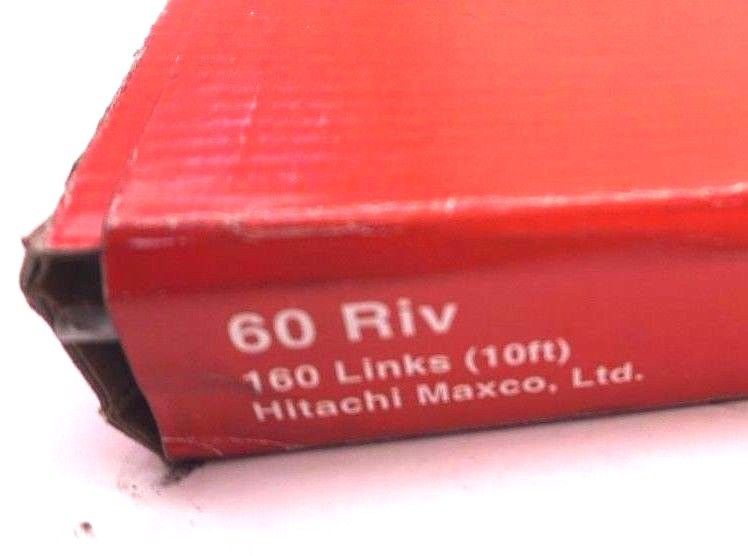 60 Riv
160 Links (10ft)
Hitachi Maxco, Ltd.